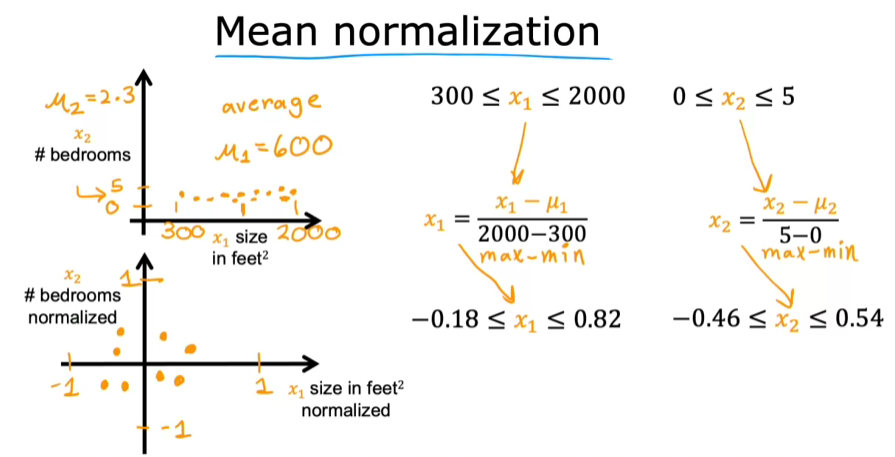 Mean normalization
μ₂=2.3
x₂
# bedrooms
5
0
average
μ₁=600
300
x₁ size
in feet²
2000
300 ≤ x₁ ≤ 2000
x₁ = (x₁ − μ₁)/(2000−300)
max-min
−0.18 ≤ x₁ ≤ 0.82
0 ≤ x₂ ≤ 5
x₂ = (x₂ − μ₂)/(5−0)
max-min
−0.46 ≤ x₂ ≤ 0.54
x₂
# bedrooms
normalized
1
-1
1
x₁ size in feet²
normalized
-1